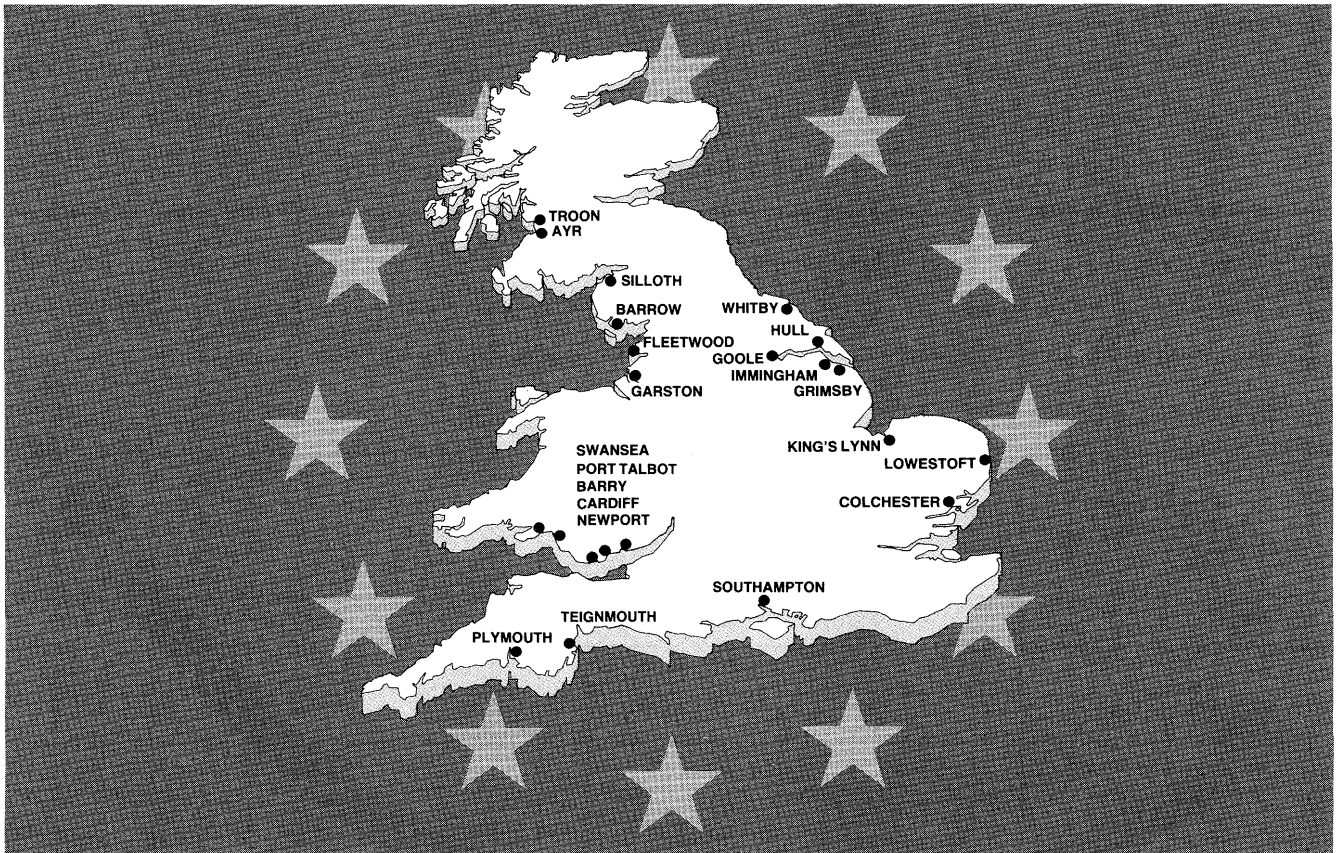 TROON
AYR
SILLOTH
BARROW
WHITBY
HULL
FLEETWOOD
GOOLE
IMMINGHAM
GARSTON
GRIMSBY
KING'S LYNN
SWANSEA
LOWESTOFT
PORT TALBOT
BARRY
COLCHESTER
CARDIFF
NEWPORT
SOUTHAMPTON
TEIGNMOUTH
PLYMOUTH